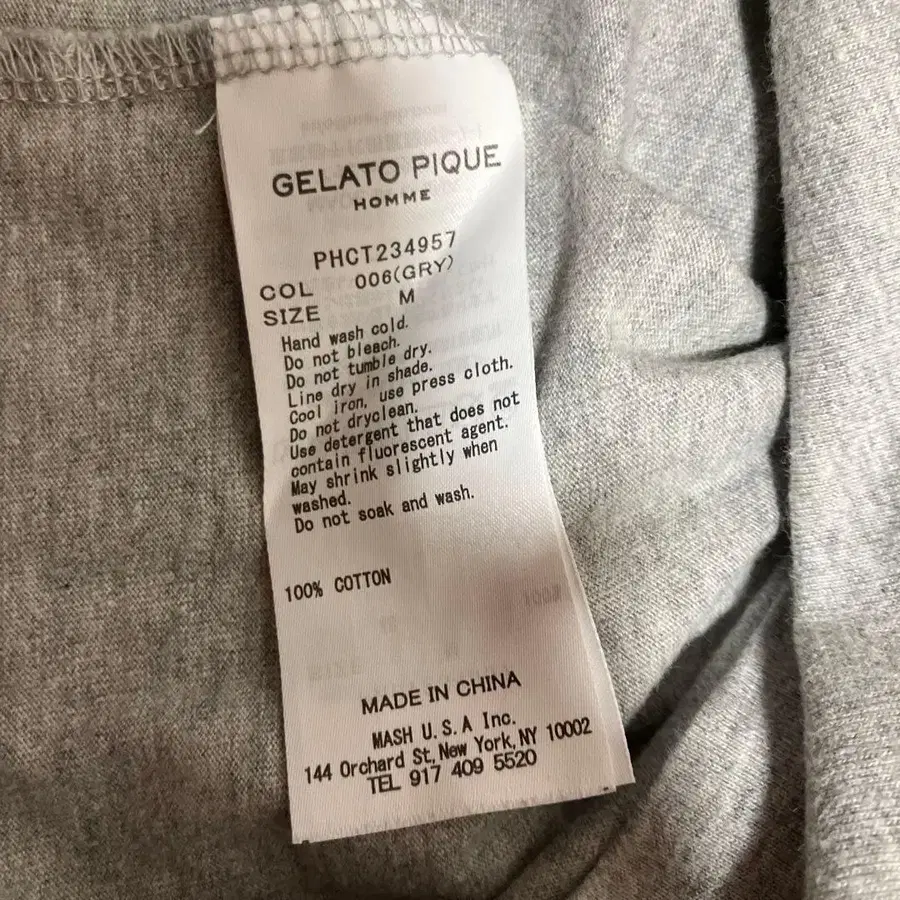 GELATO PIQUE
HOMME
PHCT234957
COL 006(GRY)
SIZE M
Hand wash cold.
Do not bleach.
Do not tumble dry.
Line dry in shade.
Cool iron, use press cloth.
Do not dryclean.
Use detergent that does not
contain fluorescent agent.
May shrink slightly when
washed.
Do not soak and wash.
100% COTTON
MADE IN CHINA
MASH U.S.A Inc.
144 Orchard St,New York,NY 10002
TEL 917 409 5520